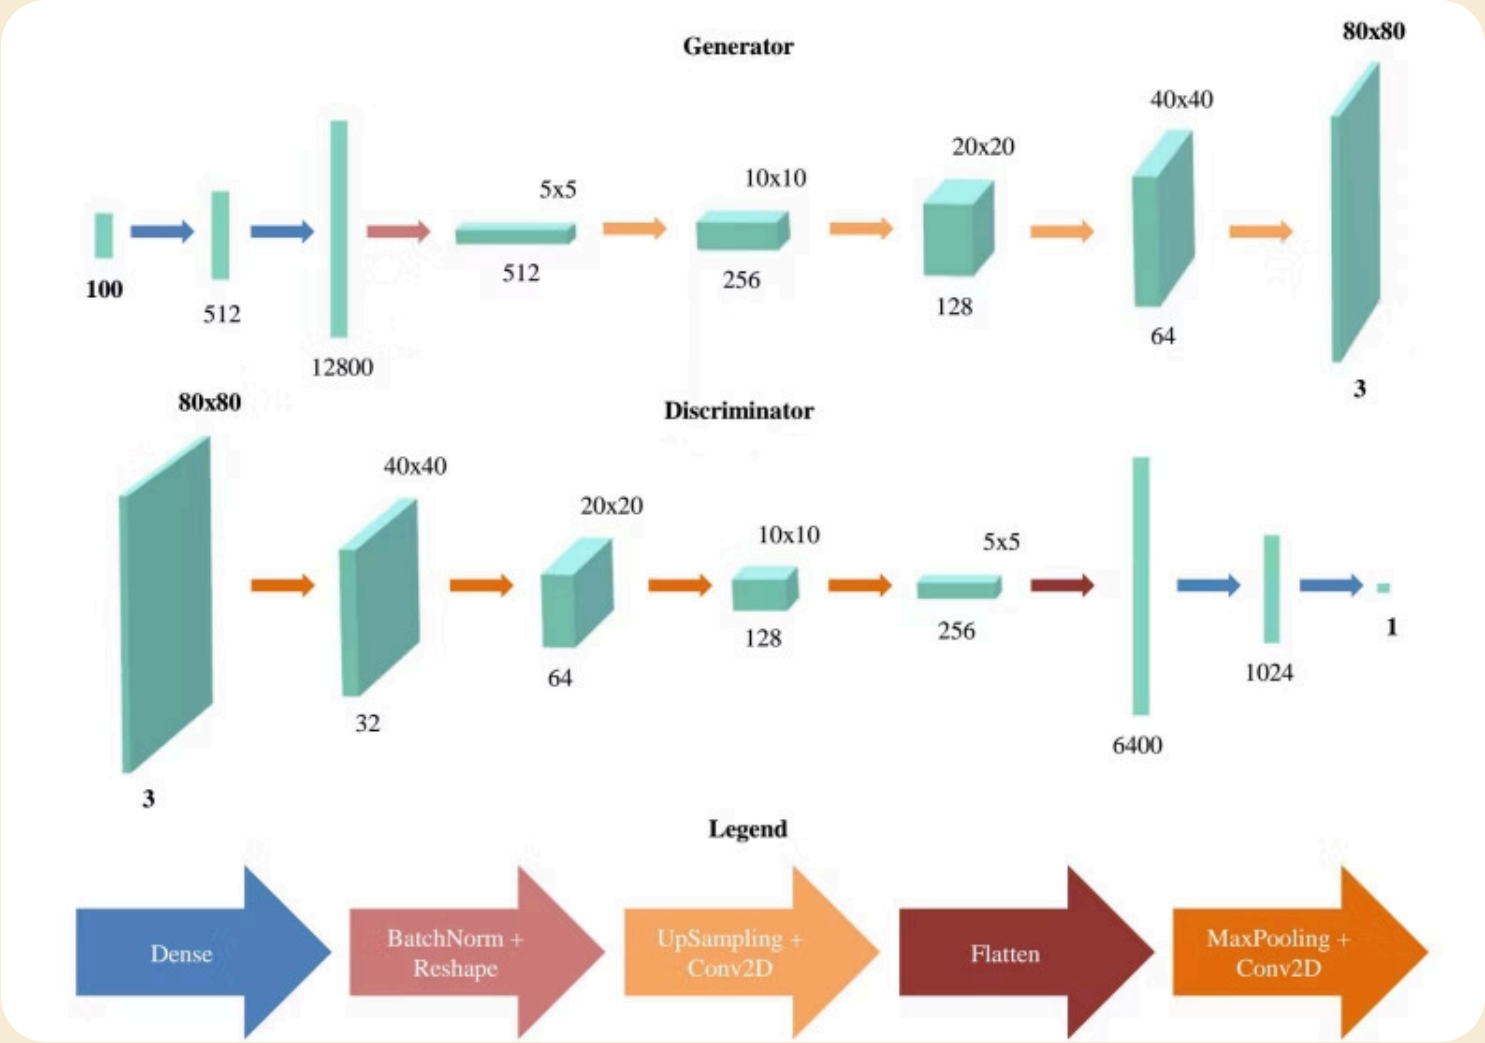 Generator
80x80
40x40
20x20
10x10
5x5
100
512
12800
512
256
128
64
3
Discriminator
80x80
40x40
20x20
10x10
5x5
3
32
64
128
256
6400
1024
1
Legend
Dense
BatchNorm +
Reshape
UpSampling +
Conv2D
Flatten
MaxPooling +
Conv2D